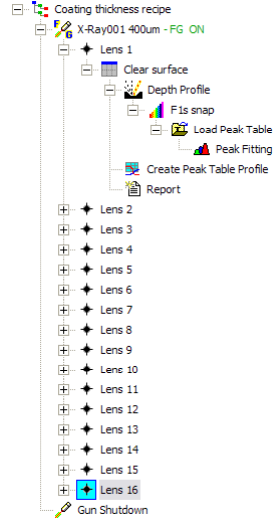 Coating thickness recipe
X-Ray001 400um - FG ON
Lens 1
Clear surface
Depth Profile
F1s snap
Load Peak Table
Peak Fitting
Create Peak Table Profile
Report
Lens 2
Lens 3
Lens 4
Lens 5
Lens 6
Lens 7
Lens 8
Lens 9
Lens 10
Lens 11
Lens 12
Lens 13
Lens 14
Lens 15
Lens 16
Gun Shutdown